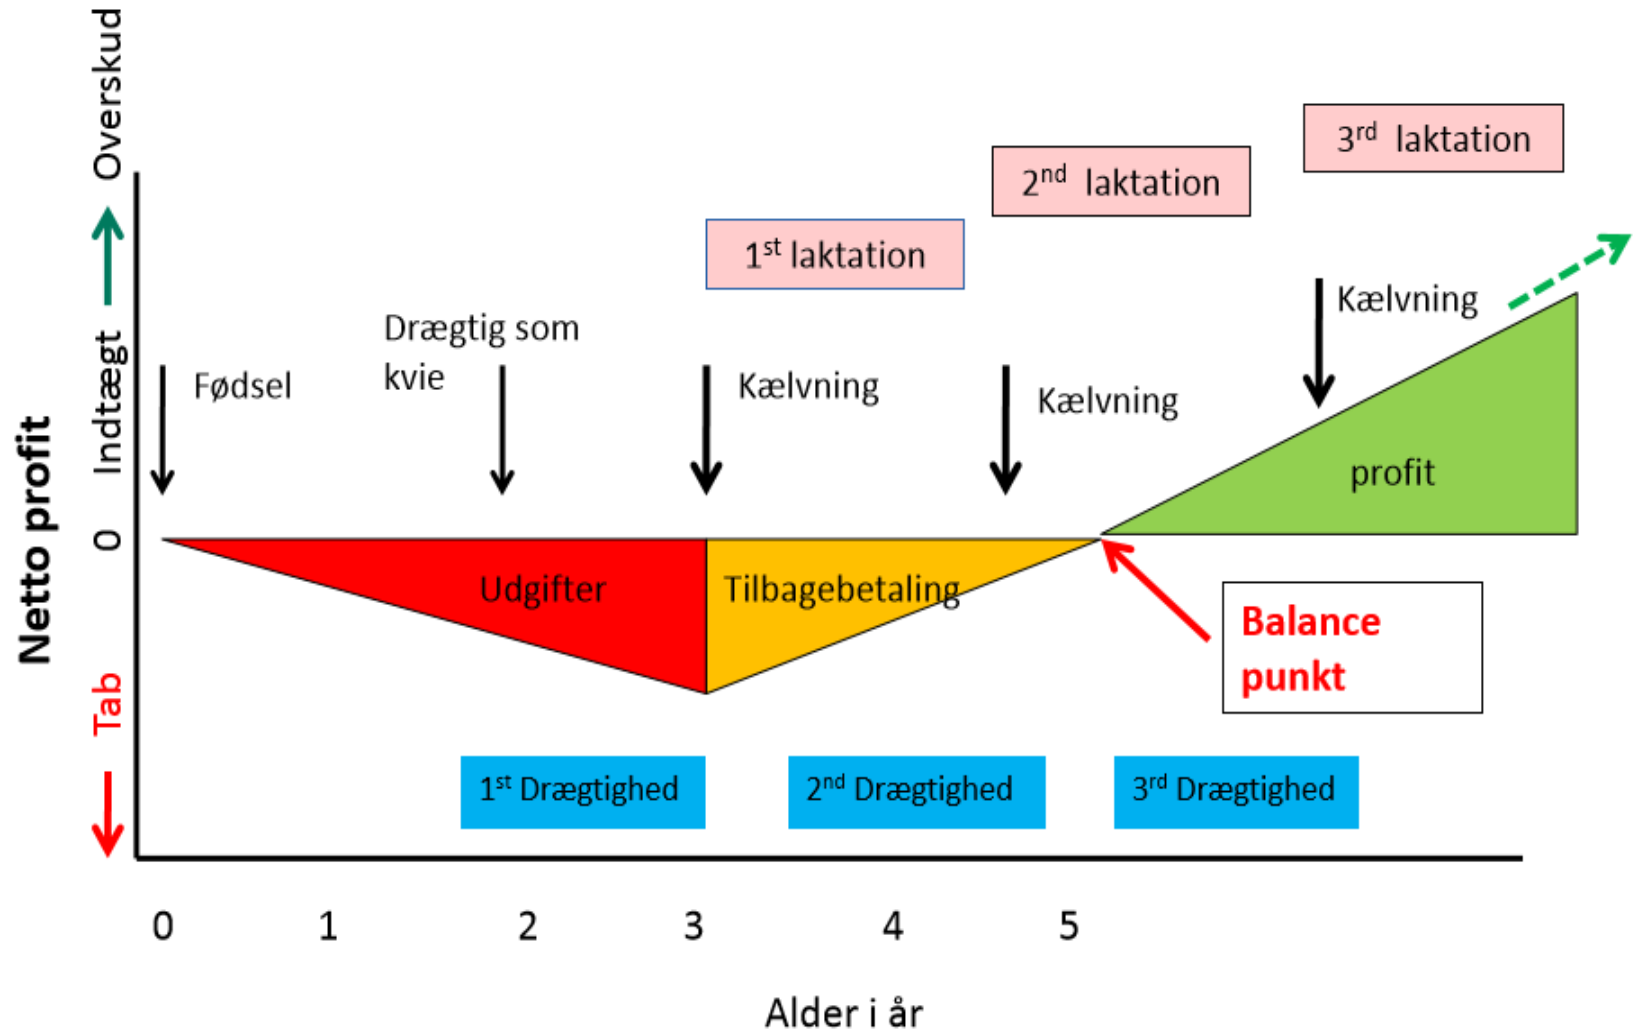 Overskud
Indtægt
0
Tab
Netto profit
3rd laktation
2nd laktation
1st laktation
Fødsel
Drægtig som
kvie
Kælvning
Kælvning
Kælvning
Udgifter
Tilbagebetaling
profit
Balance
punkt
1st Drægtighed
2nd Drægtighed
3rd Drægtighed
0 1 2 3 4 5
Alder i år